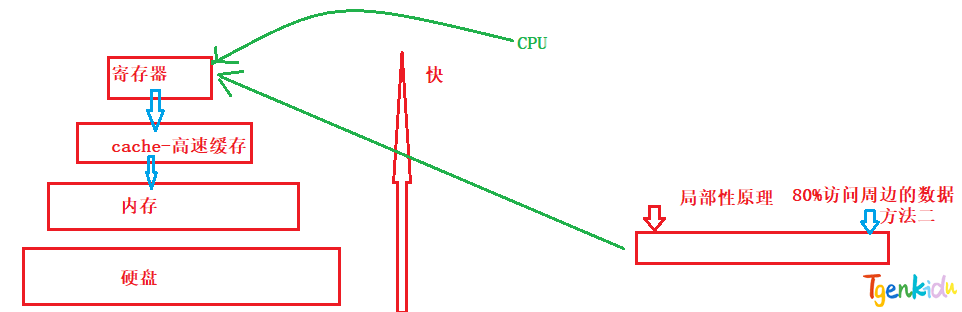 CPU
寄存器
快
cache-高速缓存
内存
局部性原理
80%访问周边的数据
方法二
硬盘
Tgenkidu